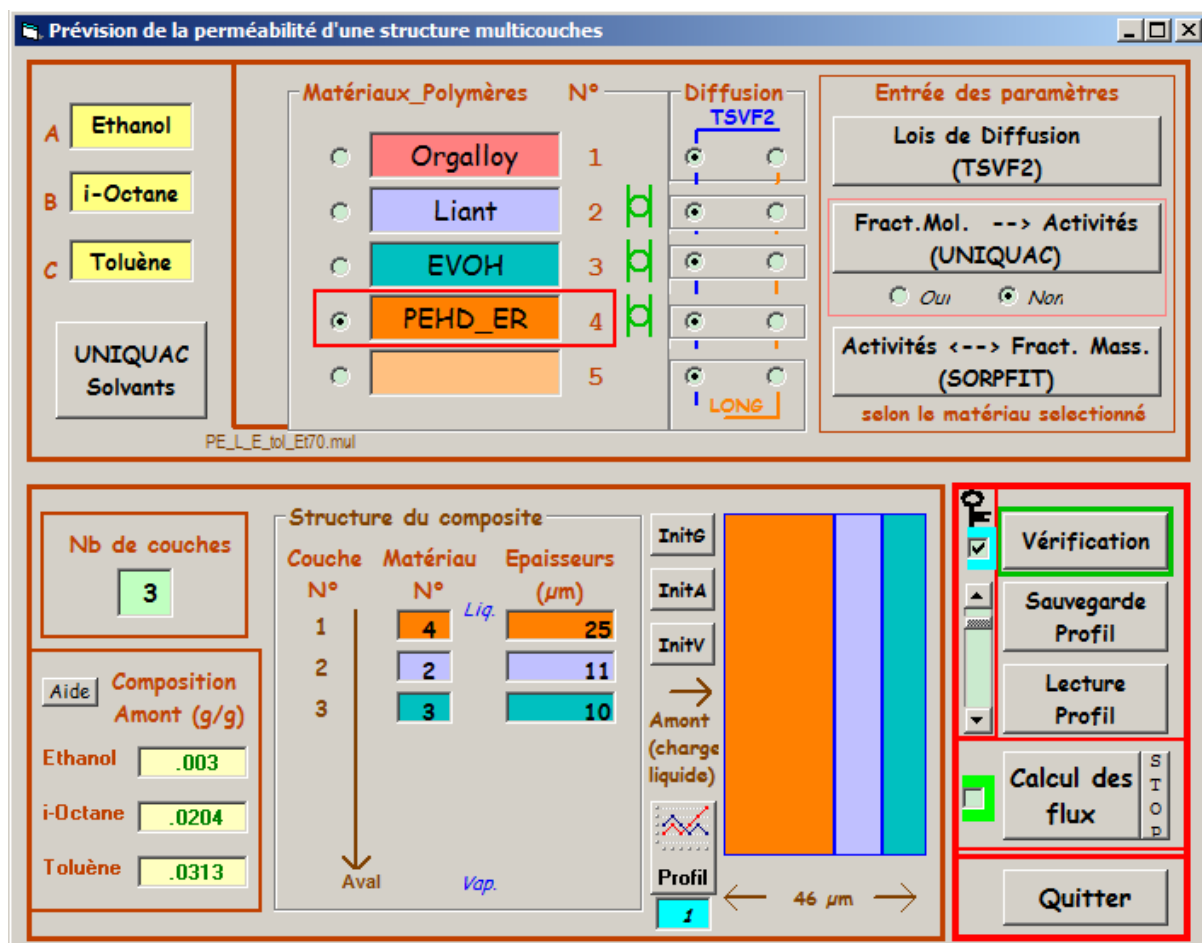 Prévision de la perméabilité d'une structure multicouches
A Ethanol
B i-Octane
C Toluène
UNIQUAC
Solvants
PE_L_E_tol_Et70.mul
Matériaux_Polymères N°
Orgalloy 1
Liant 2
EVOH 3
PEHD_ER 4
5
Diffusion
TSVF2
LONG
Entrée des paramètres
Lois de Diffusion
(TSVF2)
Fract.Mol. --> Activités
(UNIQUAC)
Oui Non
Activités <--> Fract. Mass.
(SORPFIT)
selon le matériau selectionné
Nb de couches
3
Aide Composition
Amont (g/g)
Ethanol .003
i-Octane .0204
Toluène .0313
Structure du composite
Couche Matériau Epaisseurs
N° N° (µm)
Liq.
1 4 25
2 2 11
3 3 10
Aval Vap.
InitG
InitA
InitV
Amont
(charge
liquide)
Profil
1
46 µm
Vérification
Sauvegarde
Profil
Lecture
Profil
Calcul des
flux
STOP
Quitter